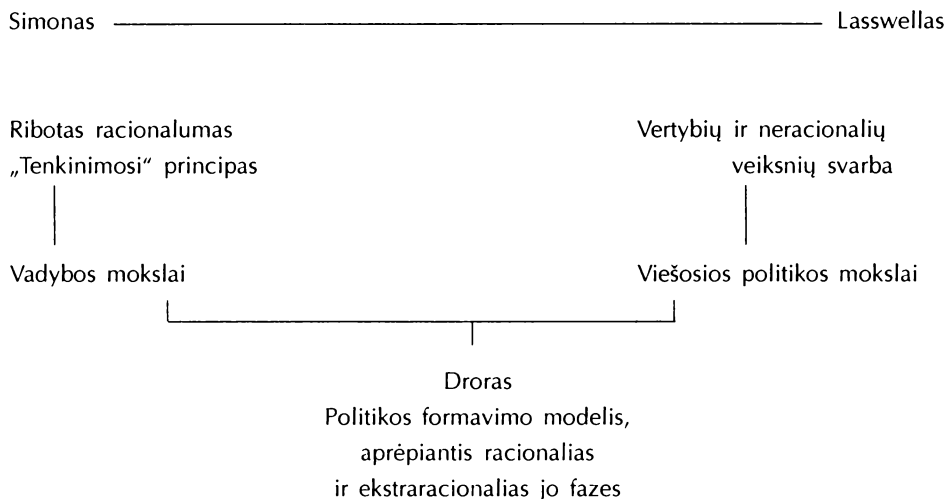 Simonas
Lasswellas
Ribotas racionalumas
„Tenkinimosi“ principas
Vertybių ir neracionalių
veiksnių svarba
Vadybos mokslai
Viešosios politikos mokslai
Droras
Politikos formavimo modelis,
aprėpiantis racionalias
ir ekstraracionalias jo fazes